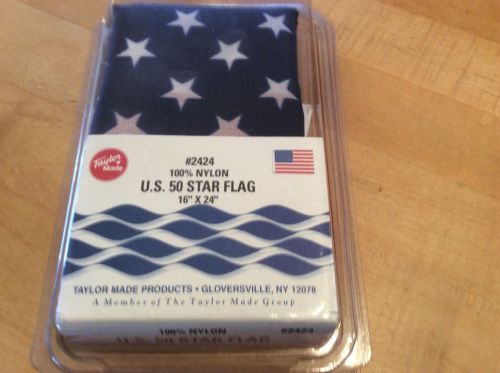 Taylor
Made
#2424
100% NYLON
U.S. 50 STAR FLAG
16" X 24"
TAYLOR MADE PRODUCTS • GLOVERSVILLE, NY 12078
A Member of The Taylor Made Group
100% NYLON #2424
U.S. 50 STAR FLAG